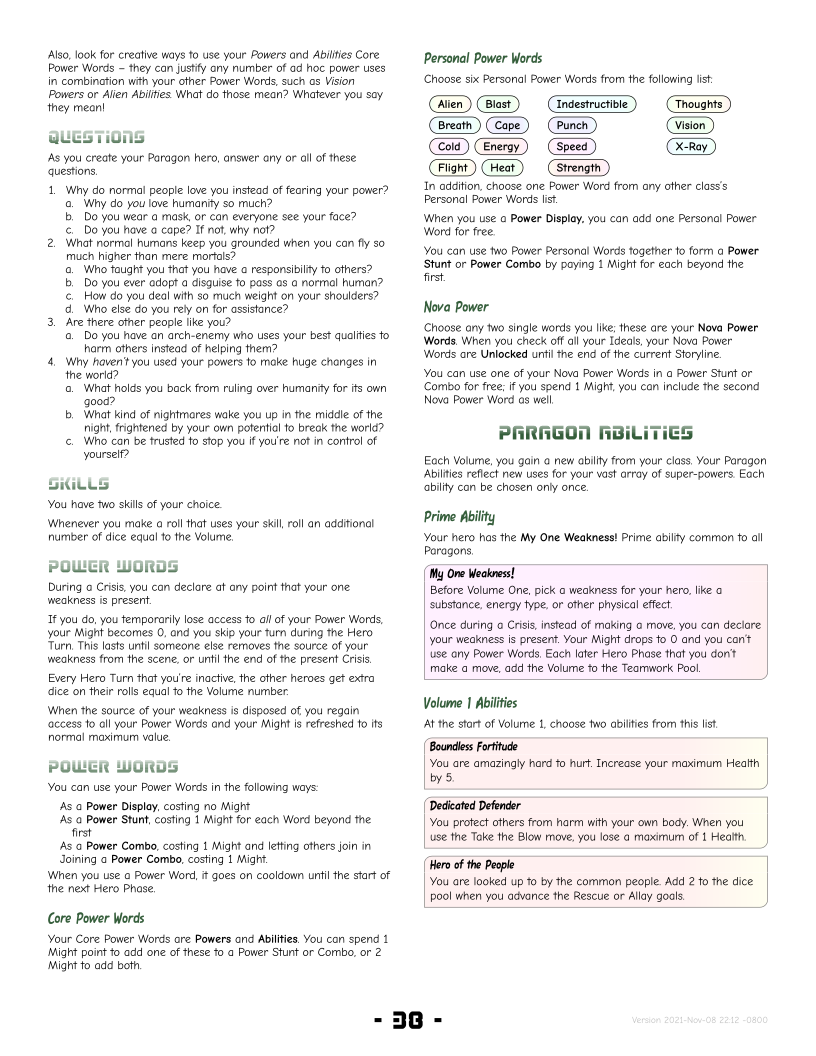 Also, look for creative ways to use your Powers and Abilities Core
Power Words – they can justify any number of ad hoc power uses
in combination with your other Power Words, such as Vision
Powers or Alien Abilities. What do those mean? Whatever you say
they mean!
QUESTIONS
As you create your Paragon hero, answer any or all of these
questions.
1. Why do normal people love you instead of fearing your power?
a. Why do you love humanity so much?
b. Do you wear a mask, or can everyone see your face?
c. Do you have a cape? If not, why not?
2. What normal humans keep you grounded when you can fly so
much higher than mere mortals?
a. Who taught you that you have a responsibility to others?
b. Do you ever adopt a disguise to pass as a normal human?
c. How do you deal with so much weight on your shoulders?
d. Who else do you rely on for assistance?
3. Are there other people like you?
a. Do you have an arch-enemy who uses your best qualities to
harm others instead of helping them?
4. Why haven't you used your powers to make huge changes in
the world?
a. What holds you back from ruling over humanity for its own
good?
b. What kind of nightmares wake you up in the middle of the
night, frightened by your own potential to break the world?
c. Who can be trusted to stop you if you're not in control of
yourself?
SKILLS
You have two skills of your choice.
Whenever you make a roll that uses your skill, roll an additional
number of dice equal to the Volume.
POWER WORDS
During a Crisis, you can declare at any point that your one
weakness is present.
If you do, you temporarily lose access to all of your Power Words,
your Might becomes 0, and you skip your turn during the Hero
Turn. This lasts until someone else removes the source of your
weakness from the scene, or until the end of the present Crisis.
Every Hero Turn that you're inactive, the other heroes get extra
dice on their rolls equal to the Volume number.
When the source of your weakness is disposed of, you regain
access to all your Power Words and your Might is refreshed to its
normal maximum value.
POWER WORDS
You can use your Power Words in the following ways:
As a Power Display, costing no Might
As a Power Stunt, costing 1 Might for each Word beyond the
first
As a Power Combo, costing 1 Might and letting others join in
Joining a Power Combo, costing 1 Might.
When you use a Power Word, it goes on cooldown until the start of
the next Hero Phase.
Core Power Words
Your Core Power Words are Powers and Abilities. You can spend 1
Might point to add one of these to a Power Stunt or Combo, or 2
Might to add both.
Personal Power Words
Choose six Personal Power Words from the following list:
Alien Blast Indestructible Thoughts
Breath Cape Punch Vision
Cold Energy Speed X-Ray
Flight Heat Strength
In addition, choose one Power Word from any other class's
Personal Power Words list.
When you use a Power Display, you can add one Personal Power
Word for free.
You can use two Power Personal Words together to form a Power
Stunt or Power Combo by paying 1 Might for each beyond the
first.
Nova Power
Choose any two single words you like; these are your Nova Power
Words. When you check off all your Ideals, your Nova Power
Words are Unlocked until the end of the current Storyline.
You can use one of your Nova Power Words in a Power Stunt or
Combo for free; if you spend 1 Might, you can include the second
Nova Power Word as well.
PARAGON ABILITIES
Each Volume, you gain a new ability from your class. Your Paragon
Abilities reflect new uses for your vast array of super-powers. Each
ability can be chosen only once.
Prime Ability
Your hero has the My One Weakness! Prime ability common to all
Paragons.
My One Weakness!
Before Volume One, pick a weakness for your hero, like a
substance, energy type, or other physical effect.
Once during a Crisis, instead of making a move, you can declare
your weakness is present. Your Might drops to 0 and you can't
use any Power Words. Each later Hero Phase that you don't
make a move, add the Volume to the Teamwork Pool.
Volume 1 Abilities
At the start of Volume 1, choose two abilities from this list.
Boundless Fortitude
You are amazingly hard to hurt. Increase your maximum Health
by 5.
Dedicated Defender
You protect others from harm with your own body. When you
use the Take the Blow move, you lose a maximum of 1 Health.
Hero of the People
You are looked up to by the common people. Add 2 to the dice
pool when you advance the Rescue or Allay goals.
- 38 -
Version 2021-Nov-08 22:12 -0800